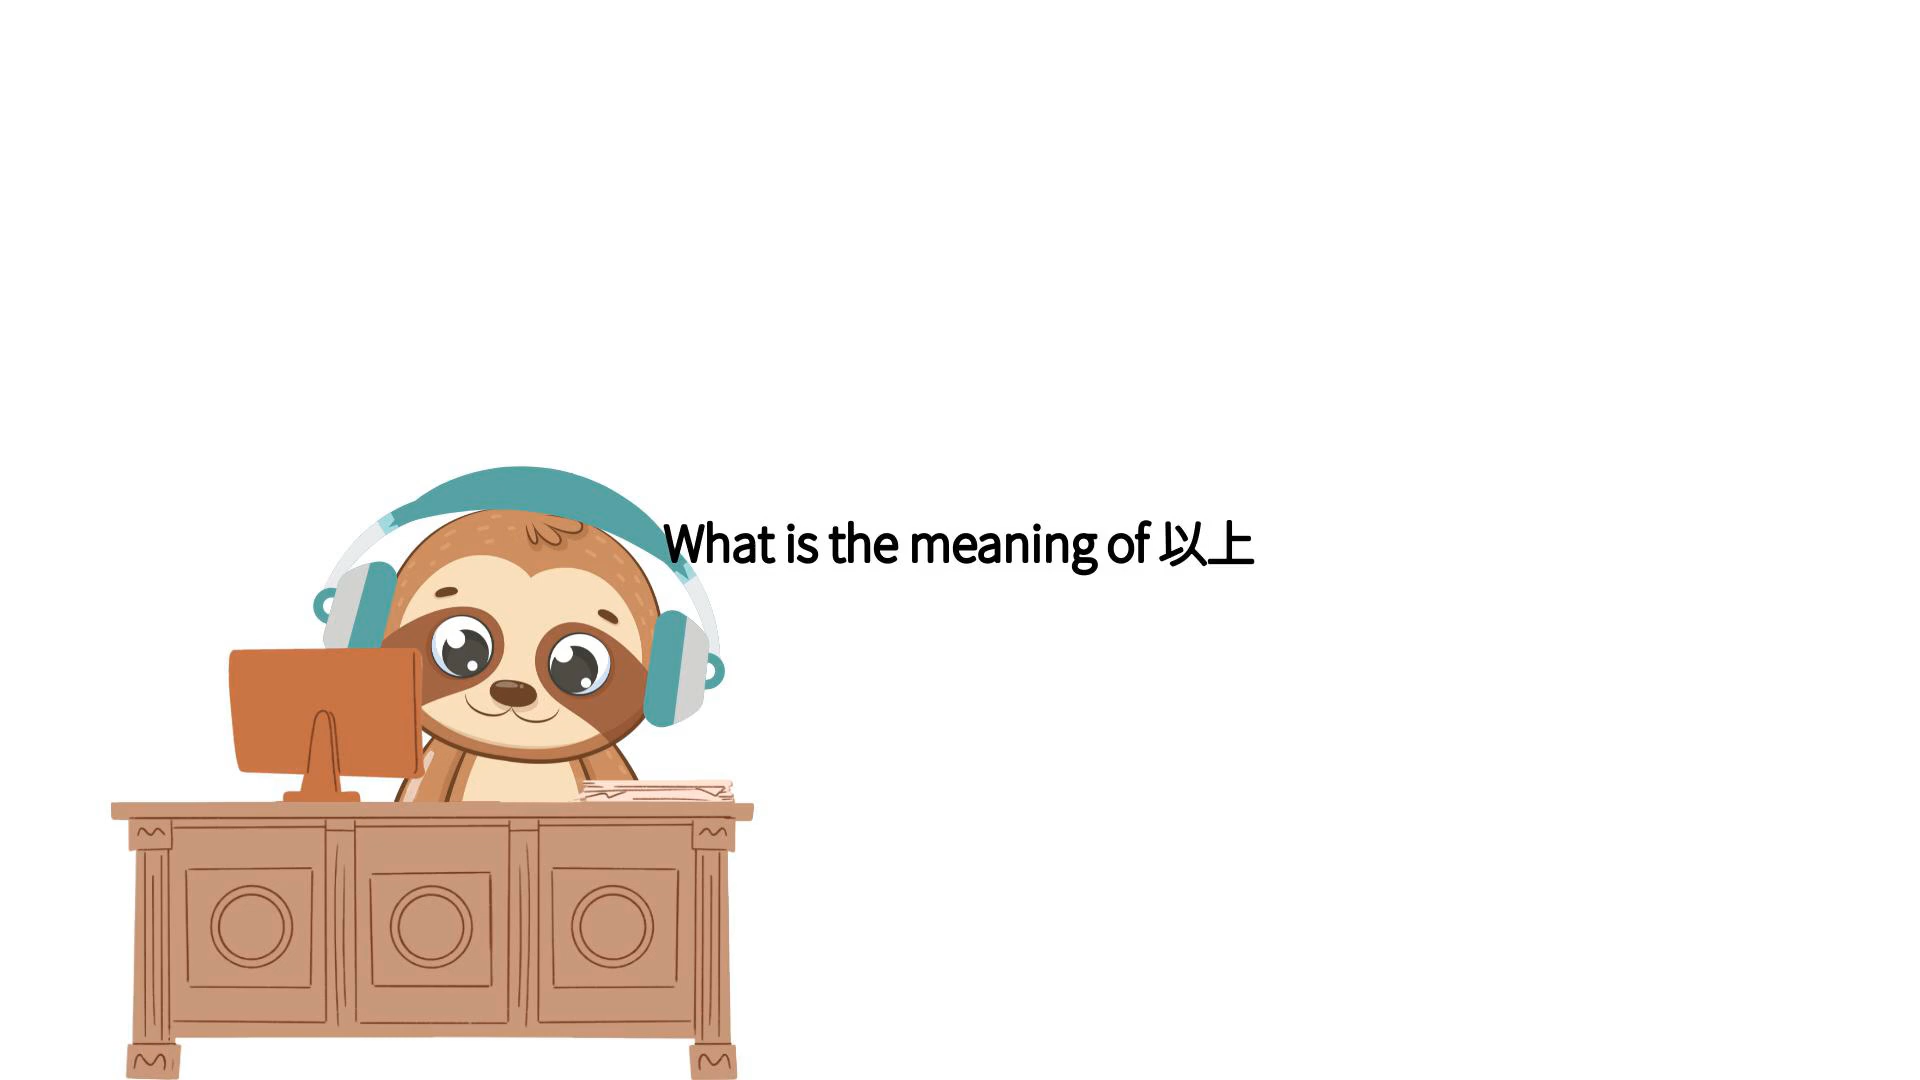 What is the meaning of 以上